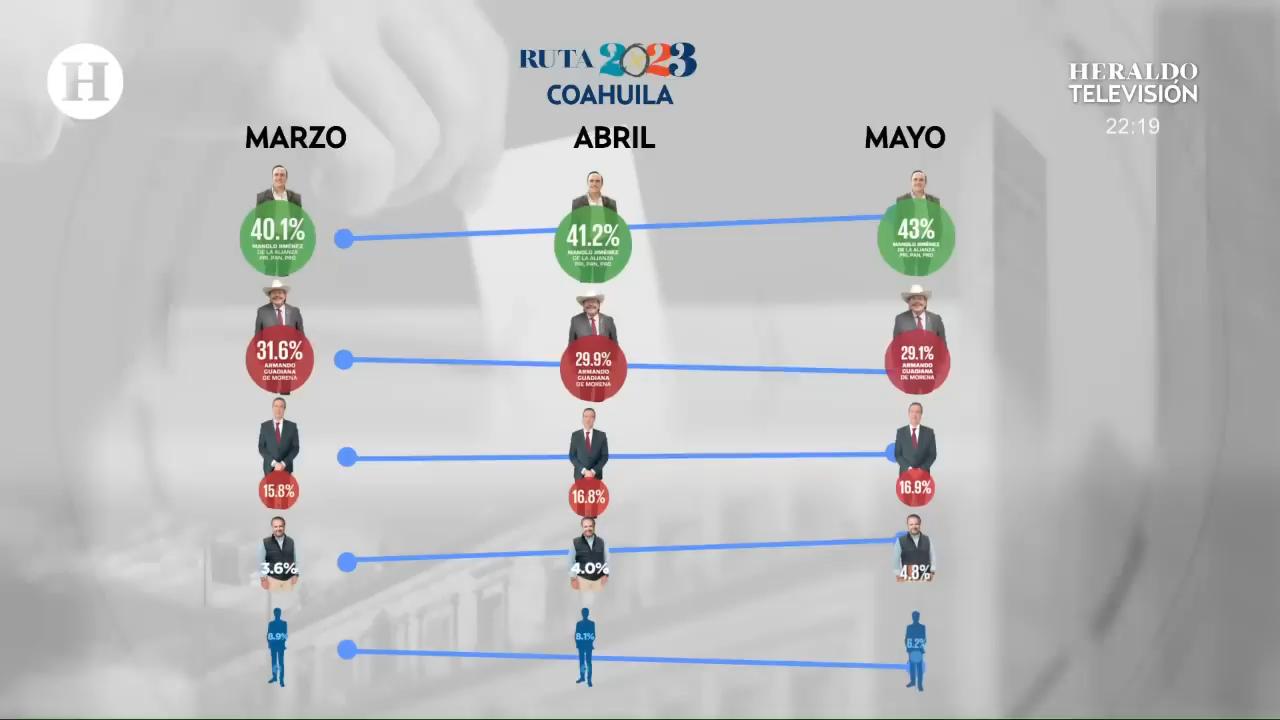 H
RUTA 2023
COAHUILA
HERALDO
TELEVISIÓN
22:19
MARZO
ABRIL
MAYO
40.1%
MANOLO JIMÉNEZ
DE LA ALIANZA
PRI, PAN, PRD
41.2%
MANOLO JIMÉNEZ
DE LA ALIANZA
PRI, PAN, PRD
43%
MANOLO JIMÉNEZ
DE LA ALIANZA
PRI, PAN, PRD
31.6%
ARMANDO
GUADIANA
DE MORENA
29.9%
ARMANDO
GUADIANA
DE MORENA
29.1%
ARMANDO
GUADIANA
DE MORENA
15.8%
16.8%
16.9%
3.6%
4.0%
4.8%
8.9%
8.1%
6.2%